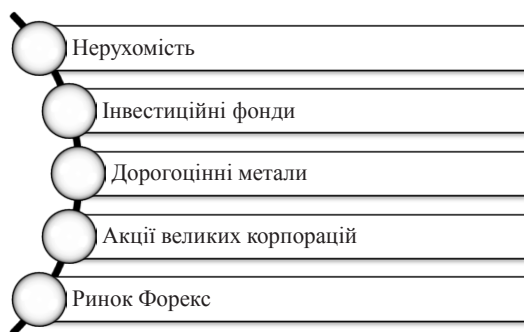 Нерухомість
Інвестиційні фонди
Дорогоцінні метали
Акції великих корпорацій
Ринок Форекс